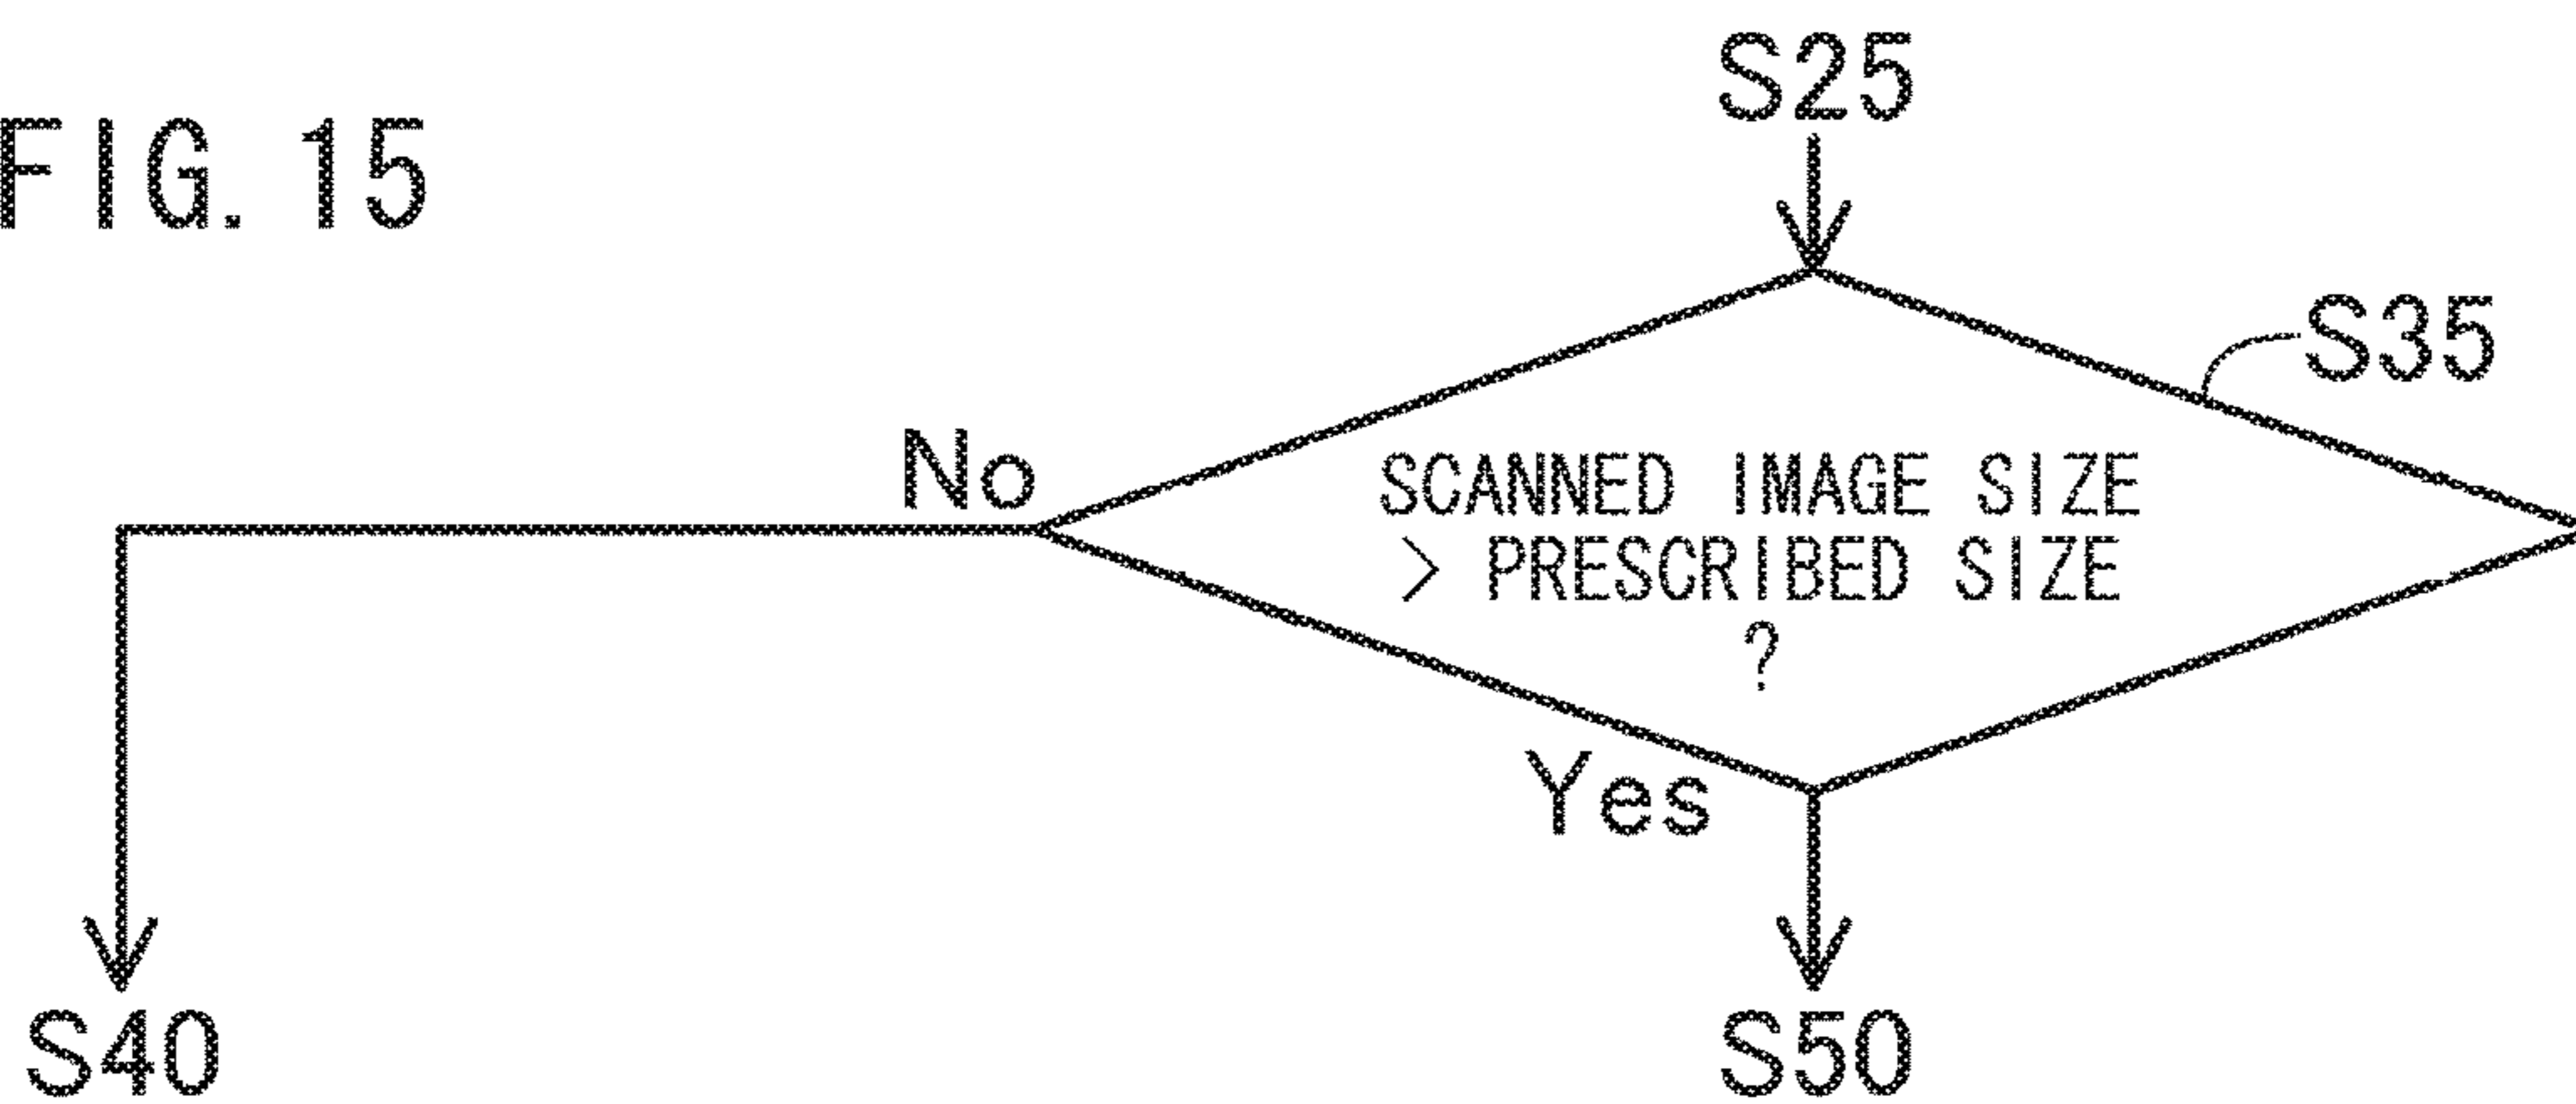 FIG. 15
S25
S35
No
SCANNED IMAGE SIZE
> PRESCRIBED SIZE
?
Yes
S40
S50